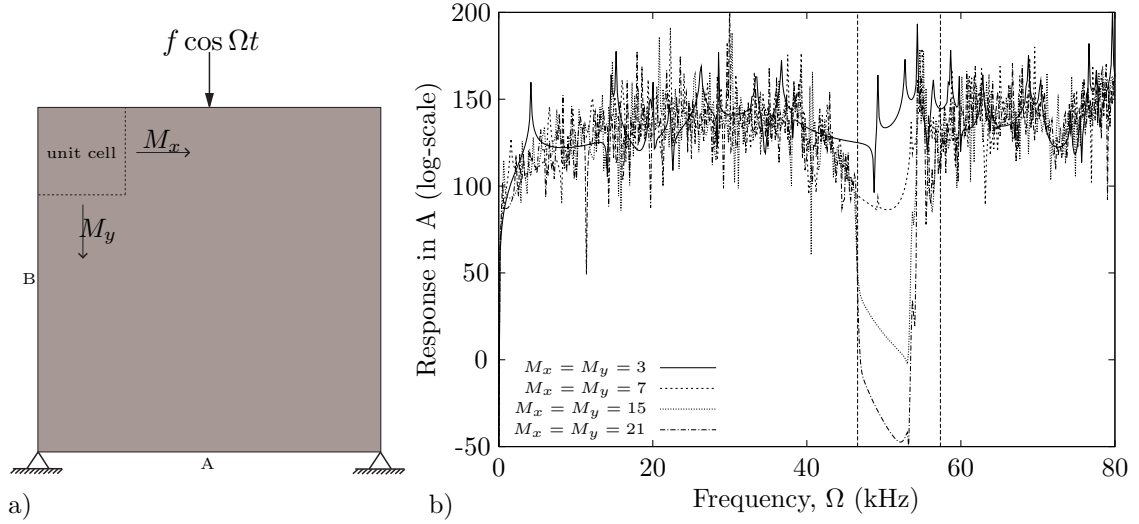 f cos Ωt
unit cell
M_x
M_y
B
A
a)
Response in A (log-scale)
200
150
100
50
0
-50
M_x = M_y = 3
M_x = M_y = 7
M_x = M_y = 15
M_x = M_y = 21
0 20 40 60 80
Frequency, Ω (kHz)
b)